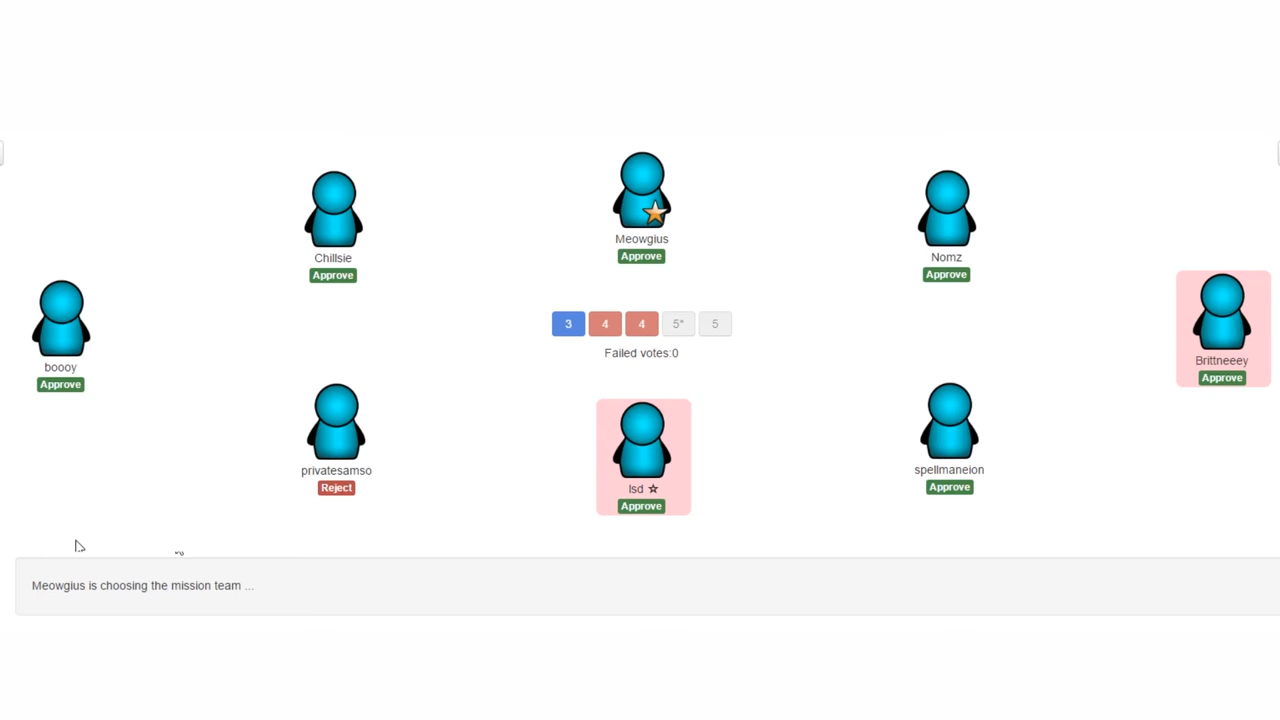 Meowgius
Approve
Chillsie
Approve
Nomz
Approve
boooy
Approve
3 4 4 5* 5
Failed votes:0
Brittneeey
Approve
privatesamso
Reject
lsd ☆
Approve
spellmaneion
Approve
Meowgius is choosing the mission team ...